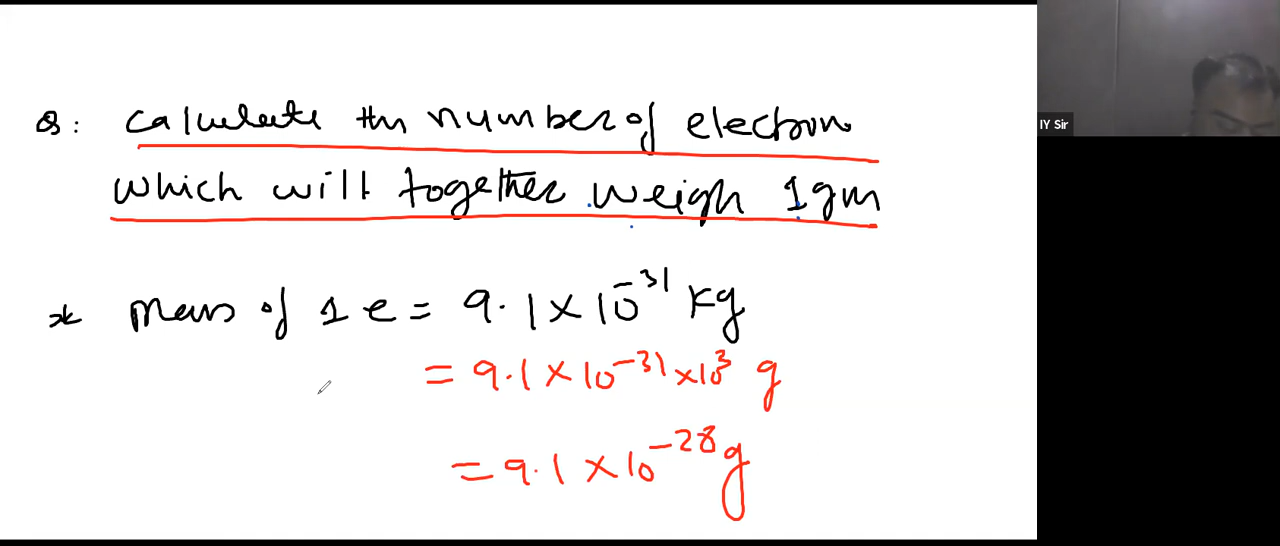 Q: calculate the number of electron
which will together weigh 1gm
* Mass of 1 e = 9.1 × 10⁻³¹ Kg
= 9.1 × 10⁻³¹ × 10³ g
= 9.1 × 10⁻²⁸ g
IY Sir